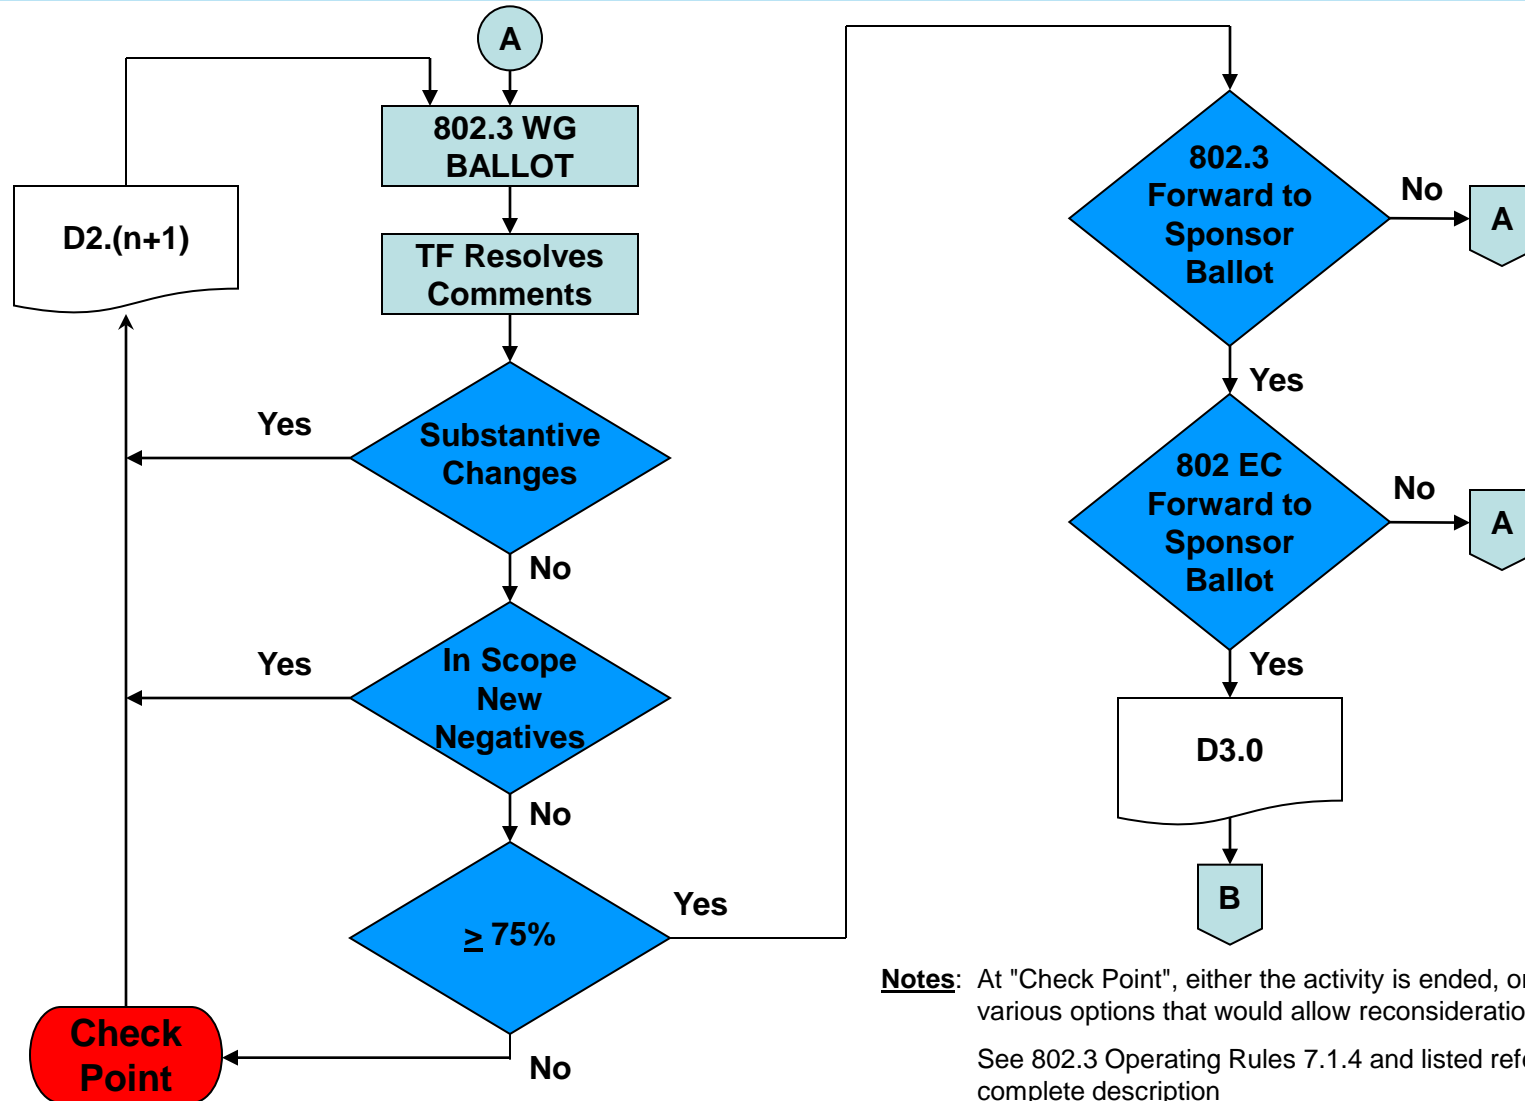 A
802.3 WG
BALLOT
D2.(n+1)
TF Resolves
Comments
Yes
Substantive
Changes
No
Yes
In Scope
New
Negatives
No
≥ 75%
Yes
No
Check
Point
802.3
Forward to
Sponsor
Ballot
No
A
Yes
802 EC
Forward to
Sponsor
Ballot
No
A
Yes
D3.0
B
Notes: At "Check Point", either the activity is ended, or
various options that would allow
See 802.3 Operating Rules 7.1.4 and listed
complete description